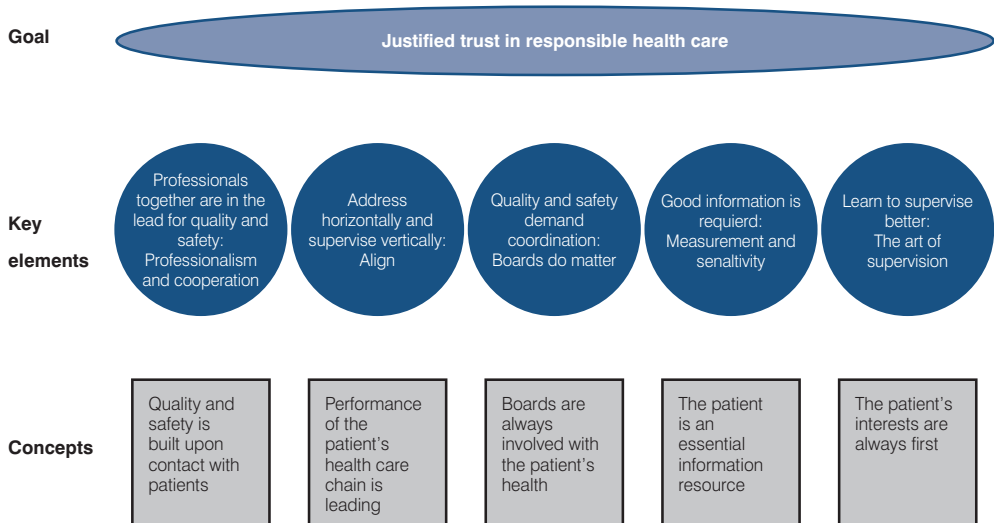 Goal
Justified trust in responsible health care
Key
elements
Professionals
together are in the
lead for quality and
safety:
Professionalism
and cooperation
Address
horizontally and
supervise vertically:
Align
Quality and safety
demand
coordination:
Boards do matter
Good information is
requierd:
Measurement and
senaltivity
Learn to supervise
better:
The art of
supervision
Concepts
Quality and
safety is
built upon
contact with
patients
Performance
of the
patient's
health care
chain is
leading
Boards are
always
involved with
the patient's
health
The patient
is an
essential
information
resource
The patient's
interests are
always first